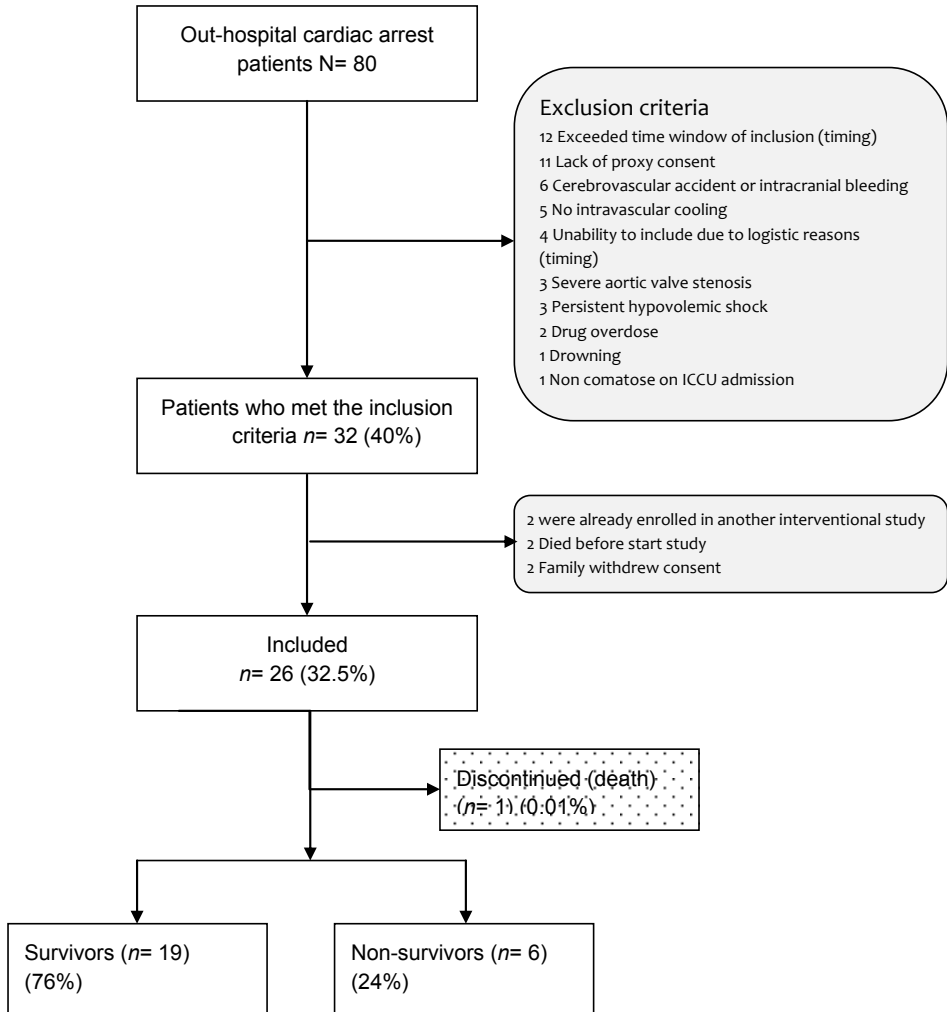 Out-hospital cardiac arrest
patients N= 80
Exclusion criteria
12 Exceeded time window of inclusion (timing)
11 Lack of proxy consent
6 Cerebrovascular accident or intracranial bleeding
5 No intravascular cooling
4 Unability to include due to logistic reasons
(timing)
3 Severe aortic valve stenosis
3 Persistent hypovolemic shock
2 Drug overdose
1 Drowning
1 Non comatose on ICCU admission
Patients who met the inclusion
criteria n= 32 (40%)
2 were already enrolled in another interventional study
2 Died before start study
2 Family withdrew consent
Included
n= 26 (32.5%)
Discontinued (death)
(n= 1) (0.01%)
Survivors (n= 19)
(76%)
Non-survivors (n= 6)
(24%)